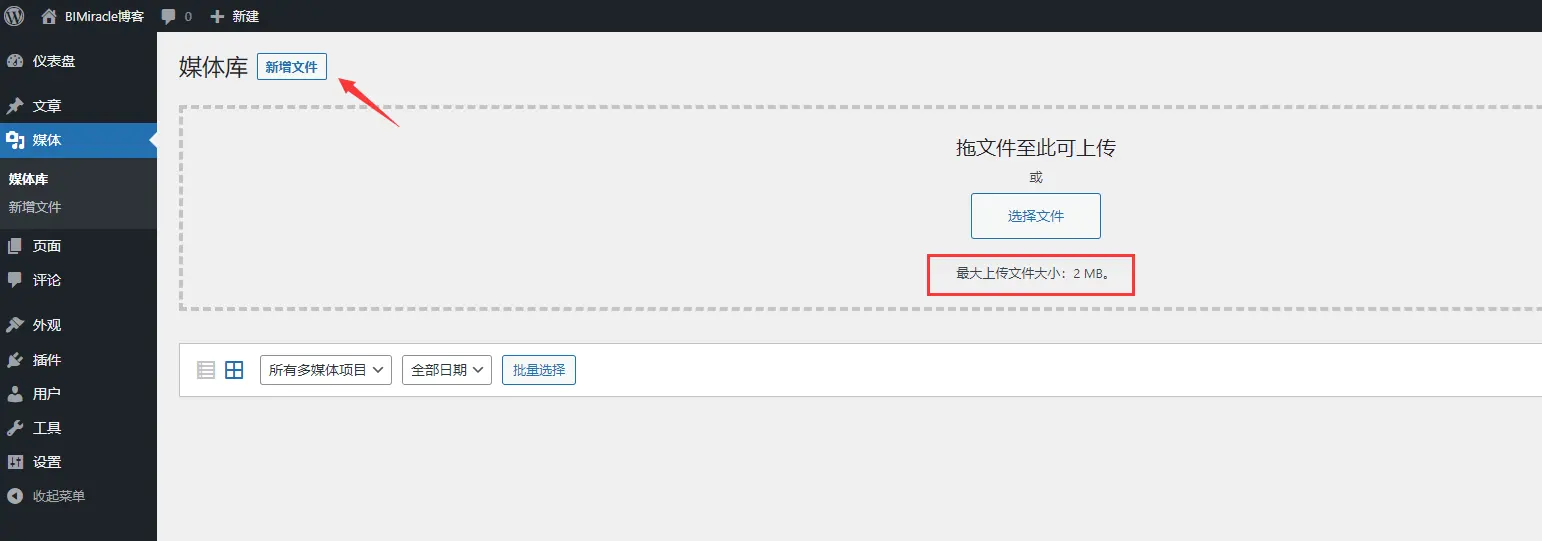 BIMiracle博客 0 新建
仪表盘
文章
媒体
媒体库
新增文件
页面
评论
外观
插件
用户
工具
设置
收起菜单
媒体库 新增文件
拖文件至此可上传
或
选择文件
最大上传文件大小：2 MB。
所有多媒体项目 全部日期 批量选择